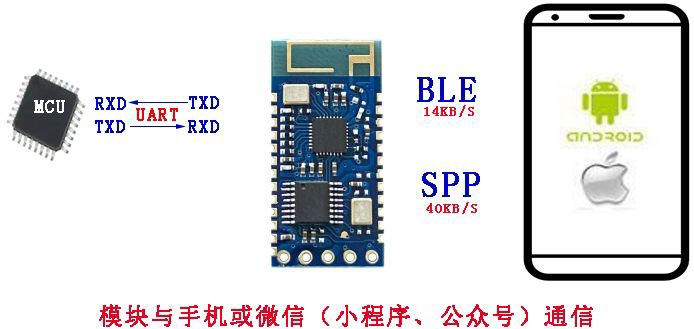 MCU
RXD TXD
UART
TXD RXD
BLE
14KB/S
SPP
40KB/S
ANDROID
模块与手机或微信（小程序、公众号）通信